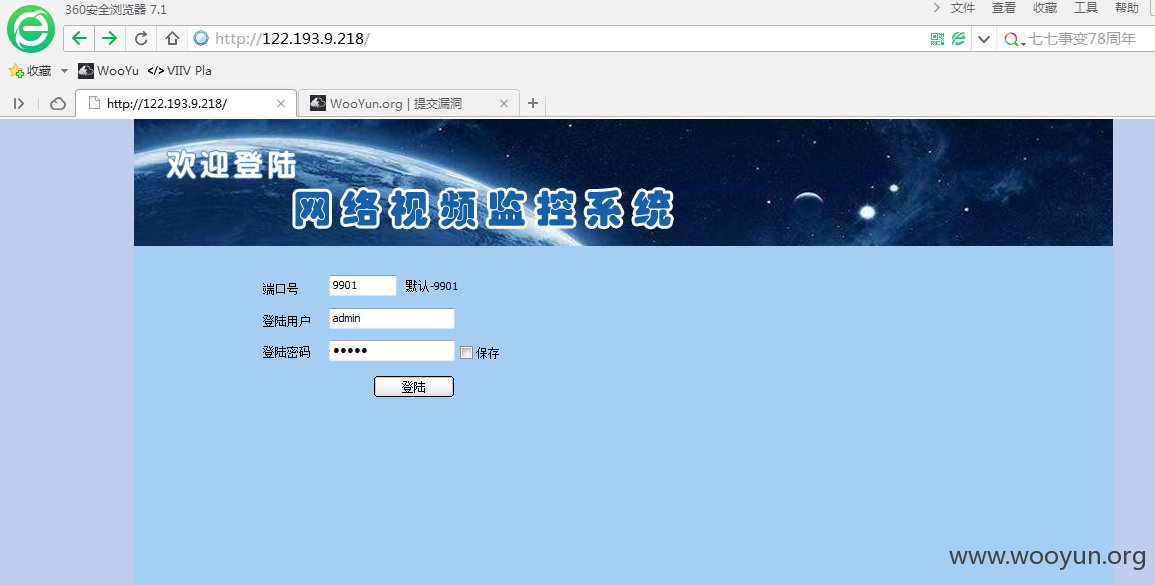 360安全浏览器 7.1
文件 查看 收藏 工具 帮助
http://122.193.9.218/
七七事变78周年
收藏 WooYu </> VIIV Pla
http://122.193.9.218/ WooYun.org | 提交漏洞
欢迎登陆
网络视频监控系统
端口号 9901 默认-9901
登陆用户 admin
登陆密码 ●●●●● 保存
登陆
www.wooyun.org